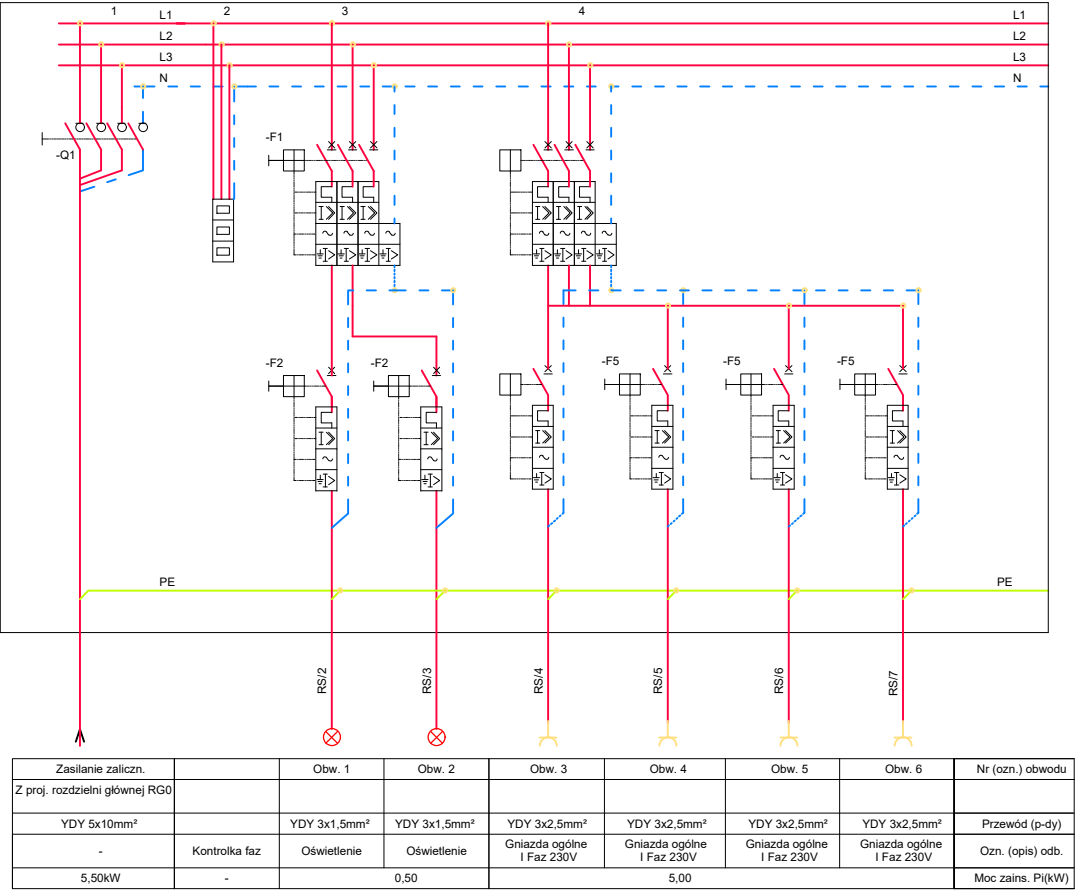 1 2 3 4
L1 L1
L2 L2
L3 L3
N N
-Q1
-F1
-F2 -F2 -F5 -F5 -F5
PE PE
RS/2 RS/3 RS/4 RS/5 RS/6 RS/7
Zasilanie zaliczn. Obw. 1 Obw. 2 Obw. 3 Obw. 4 Obw. 5 Obw. 6 Nr (ozn.) obwodu
Z proj. rozdzielni głównej RG0
YDY 5x10mm² YDY 3x1,5mm² YDY 3x1,5mm² YDY 3x2,5mm² YDY 3x2,5mm² YDY 3x2,5mm² YDY 3x2,5mm² Przewód (p-dy)
- Kontrolka faz Oświetlenie Oświetlenie Gniazda ogólne Gniazda ogólne Gniazda ogólne Gniazda ogólne Ozn. (opis) odb.
I Faz 230V I Faz 230V I Faz 230V I Faz 230V
5,50kW - 0,50 5,00 Moc zains. Pi(kW)